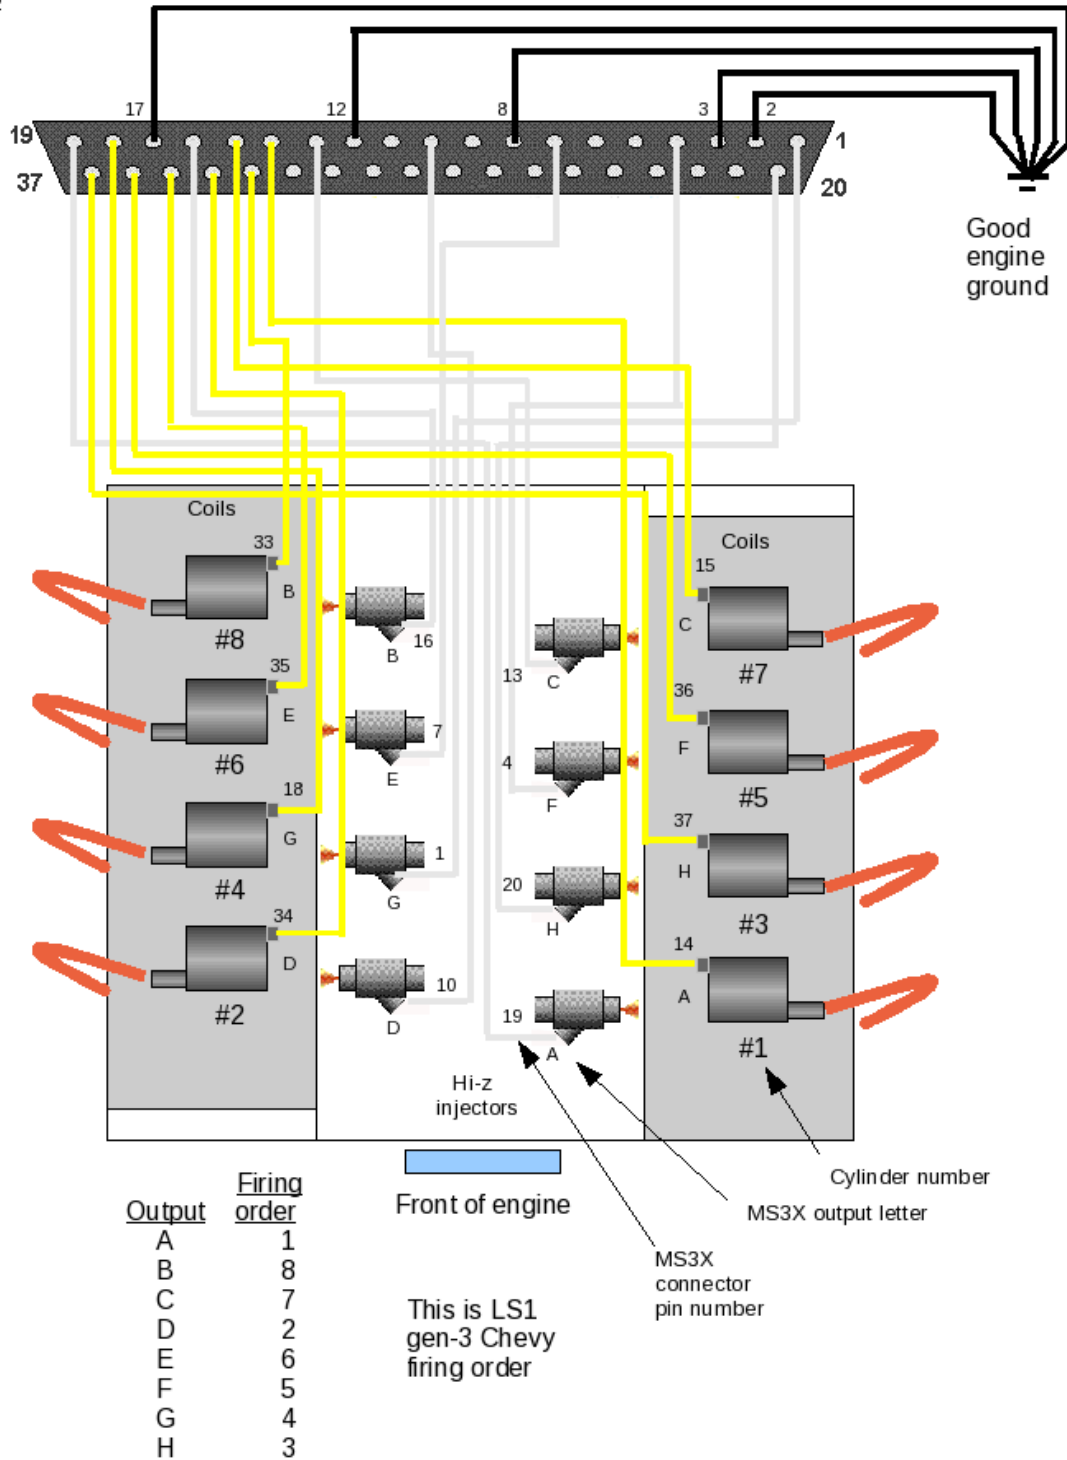 17
12
8
3
2
19
1
37
20
Good
engine
ground
Coils
Coils
33
B
#8
15
C
#7
B
16
13
C
35
E
#6
36
F
#5
7
E
4
F
18
G
#4
37
H
#3
1
G
20
H
34
D
#2
14
A
#1
10
D
19
A
Hi-z
injectors
Front of engine
Cylinder number
MS3X output letter
MS3X
connector
pin number
Firing
Output order
A 1
B 8
C 7
D 2
E 6
F 5
G 4
H 3
This is LS1
gen-3 Chevy
firing order